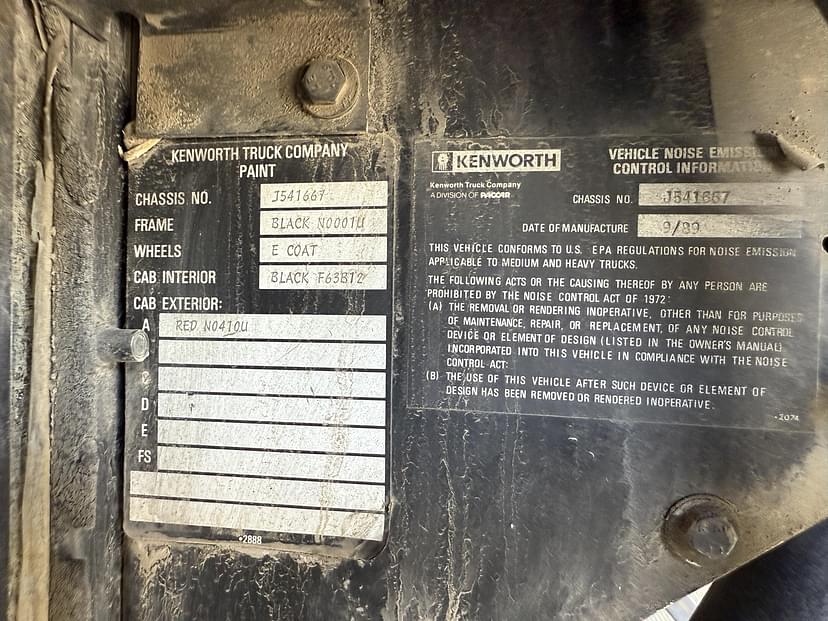 KENWORTH TRUCK COMPANY
PAINT
CHASSIS NO. J541667
FRAME BLACK N0001U
WHEELS E COAT
CAB INTERIOR BLACK F63B12
CAB EXTERIOR:
A RED N0410U
&
D
E
FS
•2888
KENWORTH
Kenworth Truck Company
A DIVISION OF PACCAR
VEHICLE NOISE EMISSION
CONTROL INFORMATION
CHASSIS NO. J541667
DATE OF MANUFACTURE 9/89
THIS VEHICLE CONFORMS TO U.S. EPA REGULATIONS FOR NOISE EMISSION
APPLICABLE TO MEDIUM AND HEAVY TRUCKS.
THE FOLLOWING ACTS OR THE CAUSING THEREOF BY ANY PERSON ARE
PROHIBITED BY THE NOISE CONTROL ACT OF 1972:
(A) THE REMOVAL OR RENDERING INOPERATIVE, OTHER THAN FOR PURPOSES
OF MAINTENANCE, REPAIR, OR REPLACEMENT, OF ANY NOISE CONTROL
DEVICE OR ELEMENT OF DESIGN (LISTED IN THE OWNER'S MANUAL)
INCORPORATED INTO THIS VEHICLE IN COMPLIANCE WITH THE NOISE
CONTROL ACT:
(B) THE USE OF THIS VEHICLE AFTER SUCH DEVICE OR ELEMENT OF
DESIGN HAS BEEN REMOVED OR RENDERED INOPERATIVE.
•2074